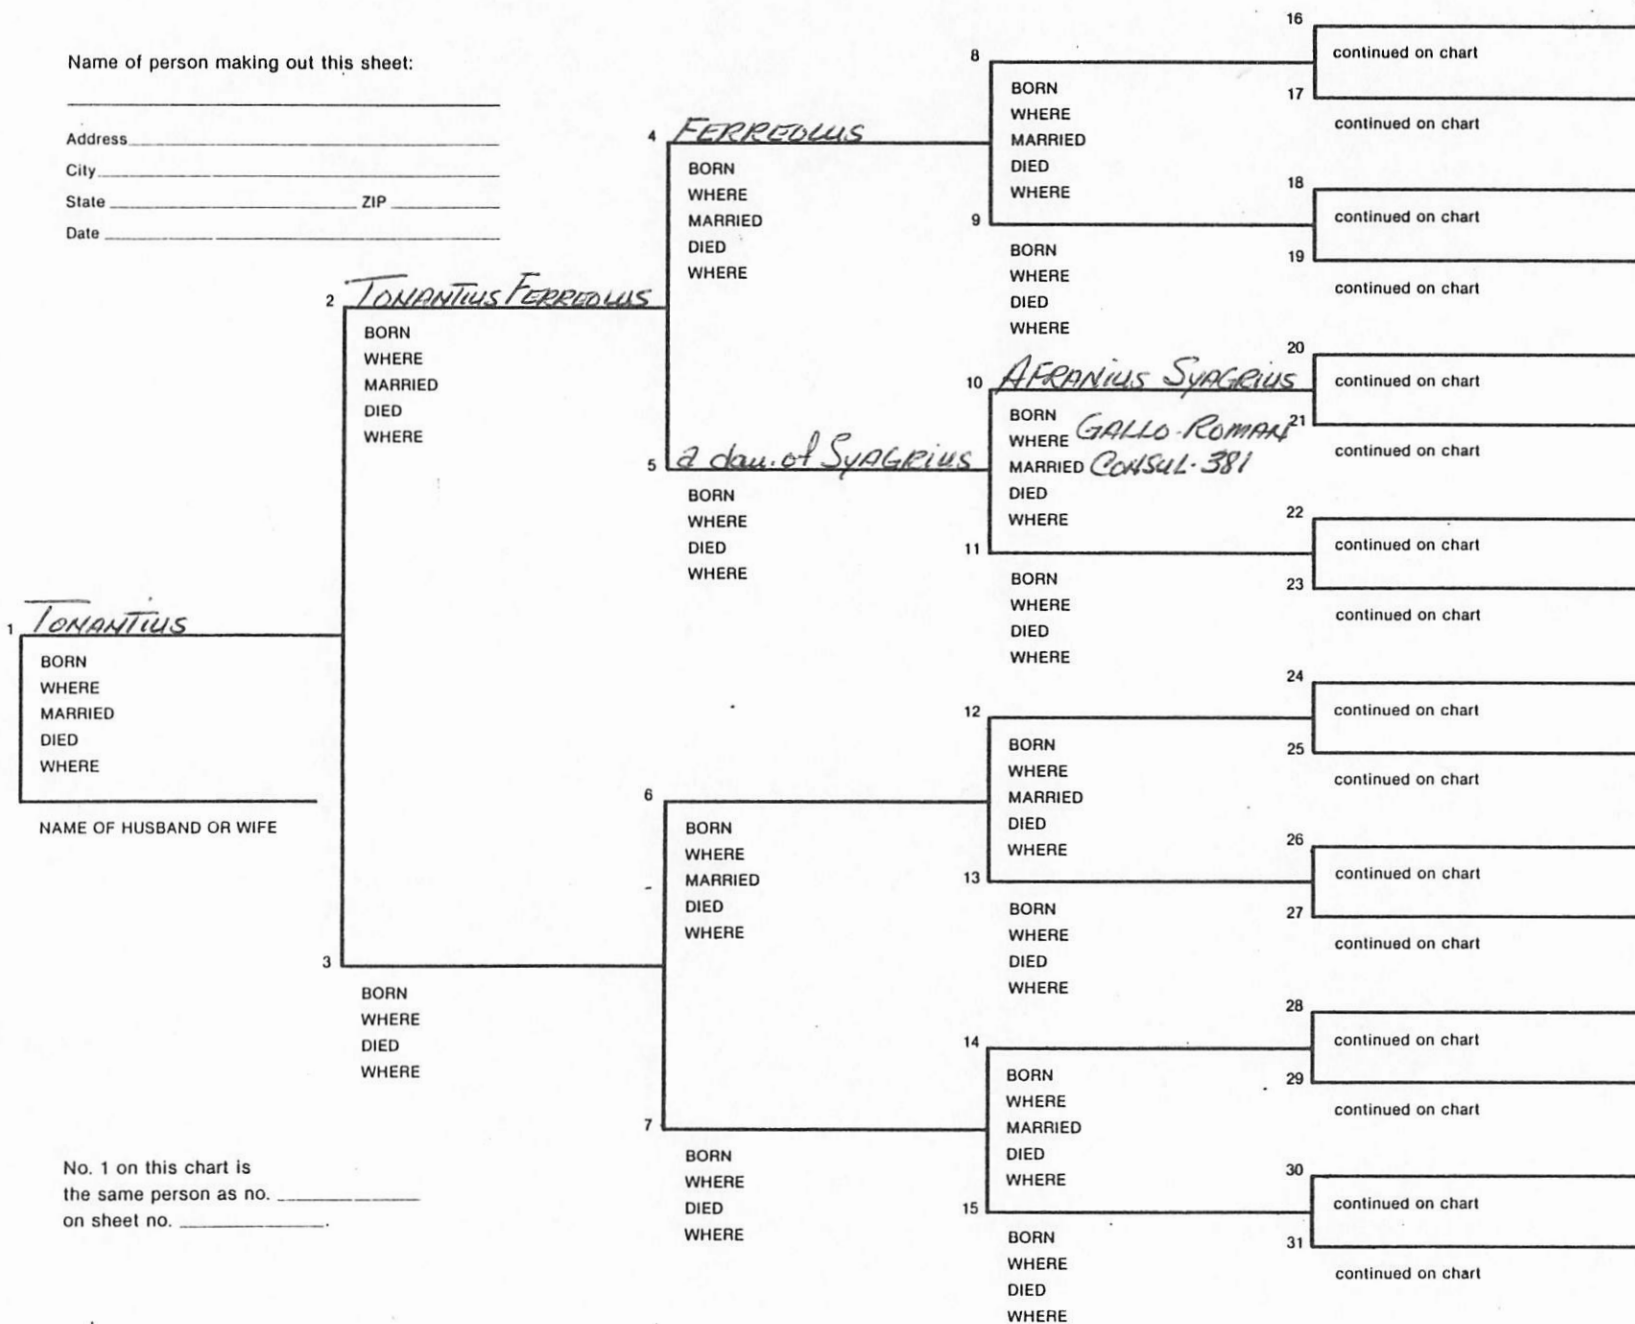 Name of person making out this sheet:
Address
City
State ZIP
Date
1 TONANTIUS
BORN
WHERE
MARRIED
DIED
WHERE
NAME OF HUSBAND OR WIFE
No. 1 on this chart is
the same person as no.
on sheet no.
2 TONANTIUS FERREOLUS
BORN
WHERE
MARRIED
DIED
WHERE
3
BORN
WHERE
DIED
WHERE
4 FERREOLUS
BORN
WHERE
MARRIED
DIED
WHERE
5 a dau. of SYAGRIUS
BORN
WHERE
DIED
WHERE
6
BORN
WHERE
MARRIED
DIED
WHERE
7
BORN
WHERE
DIED
WHERE
8
BORN
WHERE
MARRIED
DIED
WHERE
9
BORN
WHERE
DIED
WHERE
10 AFRANIUS SYAGRIUS
BORN
WHERE GALLO-ROMAN
MARRIED CONSUL-381
DIED
WHERE
11
BORN
WHERE
DIED
WHERE
12
BORN
WHERE
MARRIED
DIED
WHERE
13
BORN
WHERE
DIED
WHERE
14
BORN
WHERE
MARRIED
DIED
WHERE
15
BORN
WHERE
DIED
WHERE
16
continued on chart
17
continued on chart
18
continued on chart
19
continued on chart
20
continued on chart
21
continued on chart
22
continued on chart
23
continued on chart
24
continued on chart
25
continued on chart
26
continued on chart
27
continued on chart
28
continued on chart
29
continued on chart
30
continued on chart
31
continued on chart